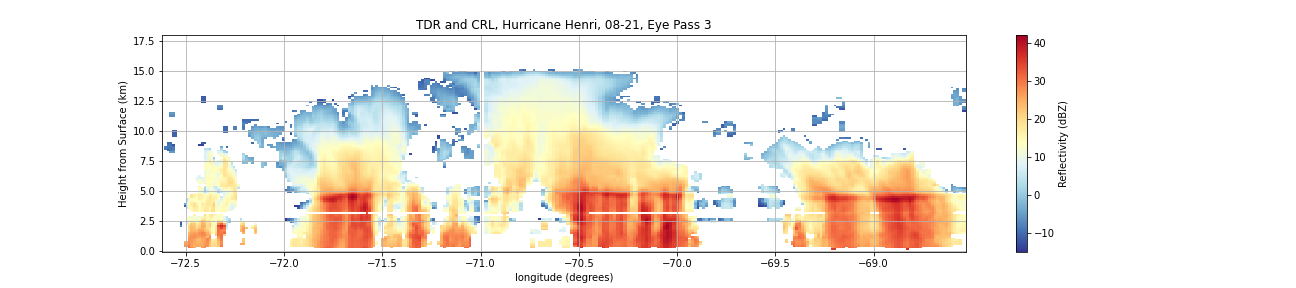 TDR and CRL, Hurricane Henri, 08-21, Eye Pass 3
17.5
15.0
12.5
10.0
7.5
5.0
2.5
0.0
Height from Surface (km)
−72.5 −72.0 −71.5 −71.0 −70.5 −70.0 −69.5 −69.0
longitude (degrees)
40
30
20
10
0
−10
Reflectivity (dBZ)